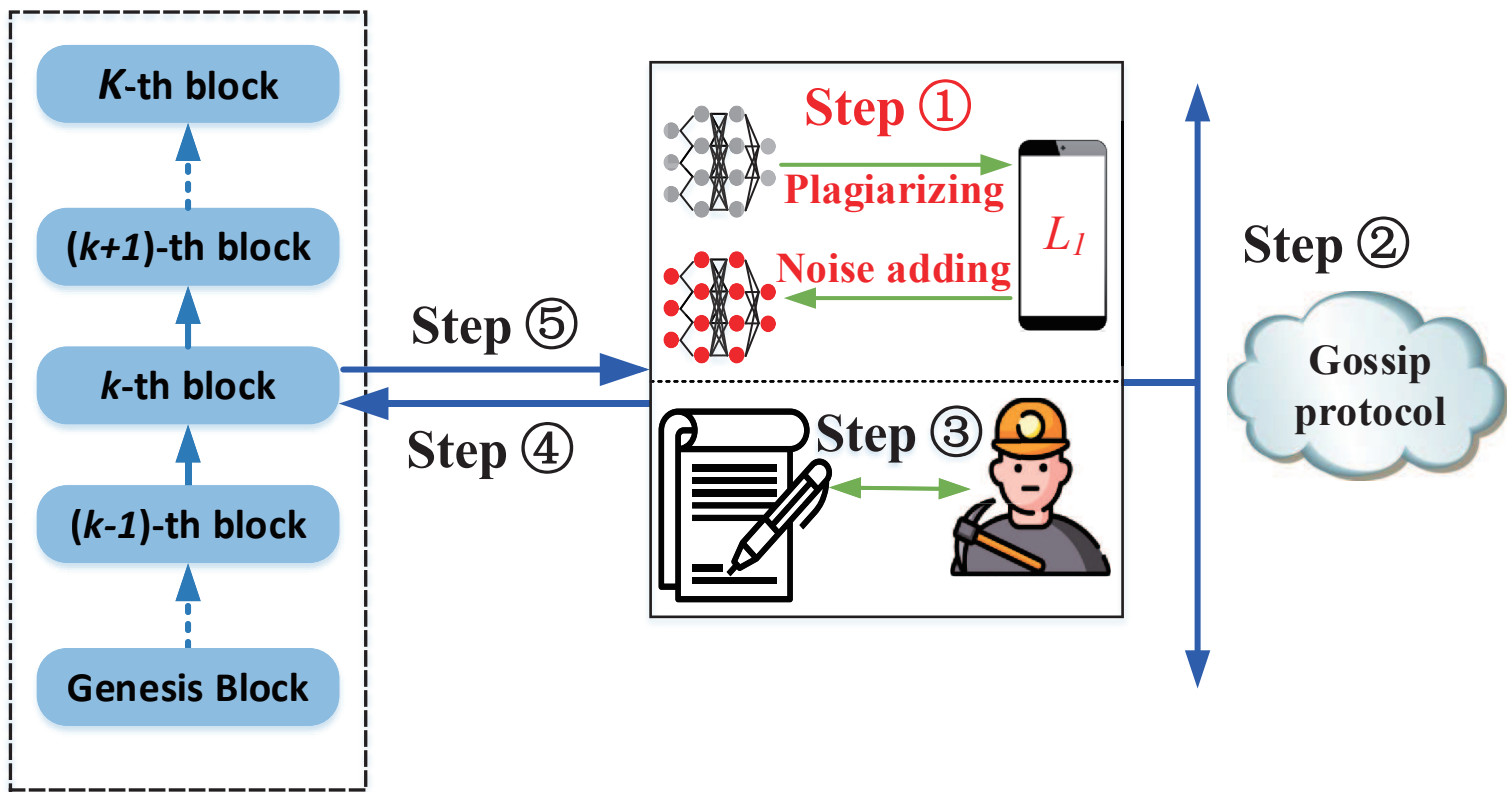 K-th block
(k+1)-th block
k-th block
(k-1)-th block
Genesis Block
Step ⑤
Step ④
Step ①
Plagiarizing
L₁
Noise adding
Step ③
Step ②
Gossip
protocol